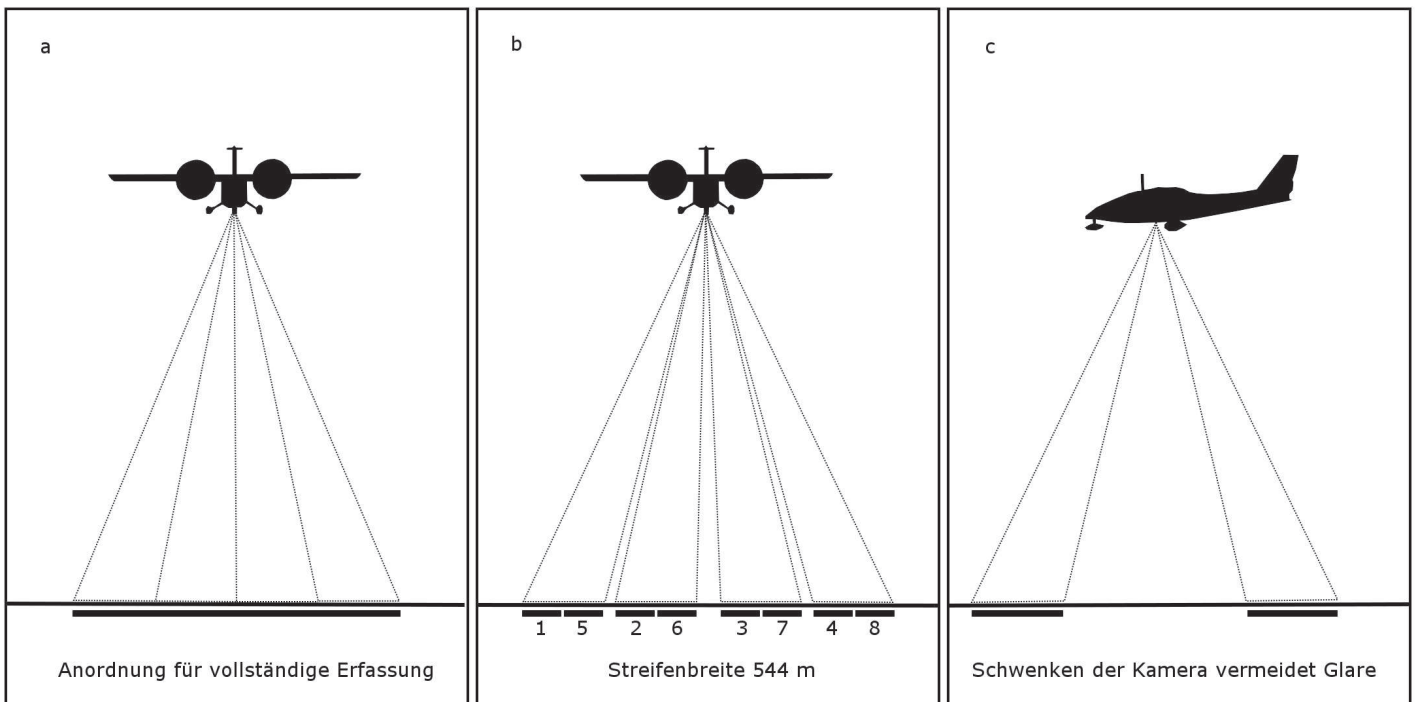 a
Anordnung für vollständige Erfassung
b
1 5 2 6 3 7 4 8
Streifenbreite 544 m
c
Schwenken der Kamera vermeidet Glare